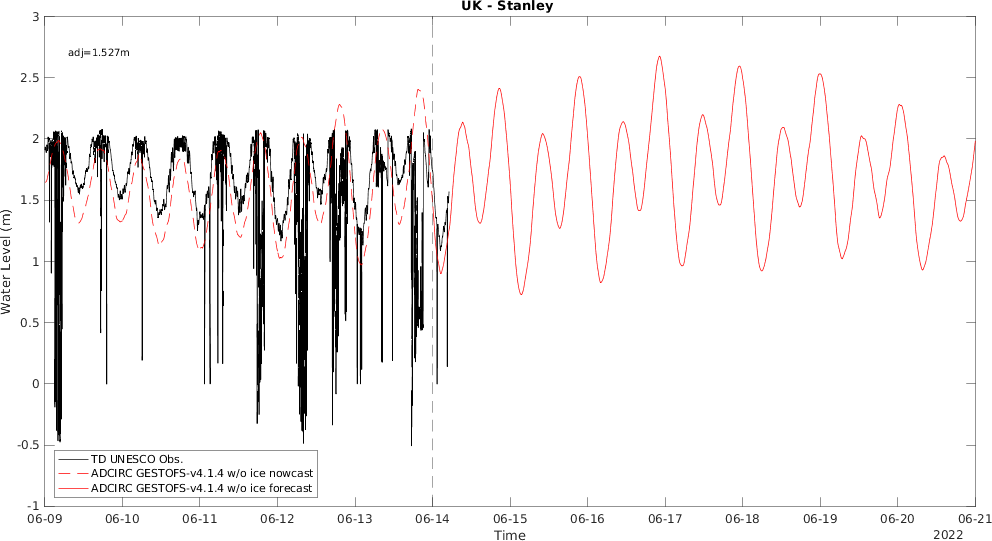 UK - Stanley
adj=1.527m
3
2.5
2
1.5
1
0.5
0
-0.5
-1
Water Level (m)
TD UNESCO Obs.
ADCIRC GESTOFS-v4.1.4 w/o ice nowcast
ADCIRC GESTOFS-v4.1.4 w/o ice forecast
06-09 06-10 06-11 06-12 06-13 06-14 06-15 06-16 06-17 06-18 06-19 06-20 06-21
Time
2022